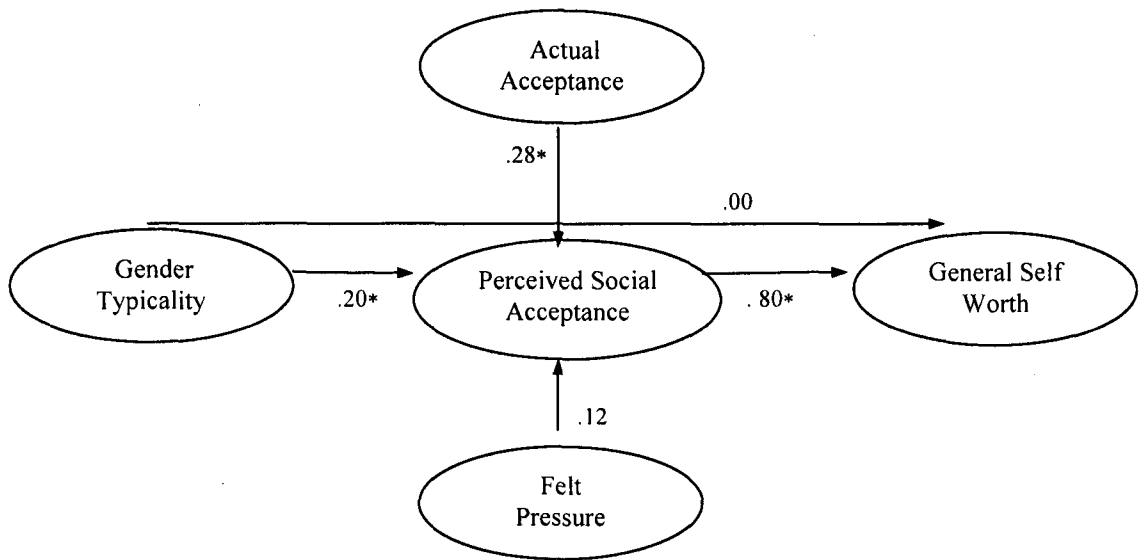 Actual
Acceptance
.28*
.00
Gender
Typicality
.20*
Perceived Social
Acceptance
. 80*
General Self
Worth
.12
Felt
Pressure